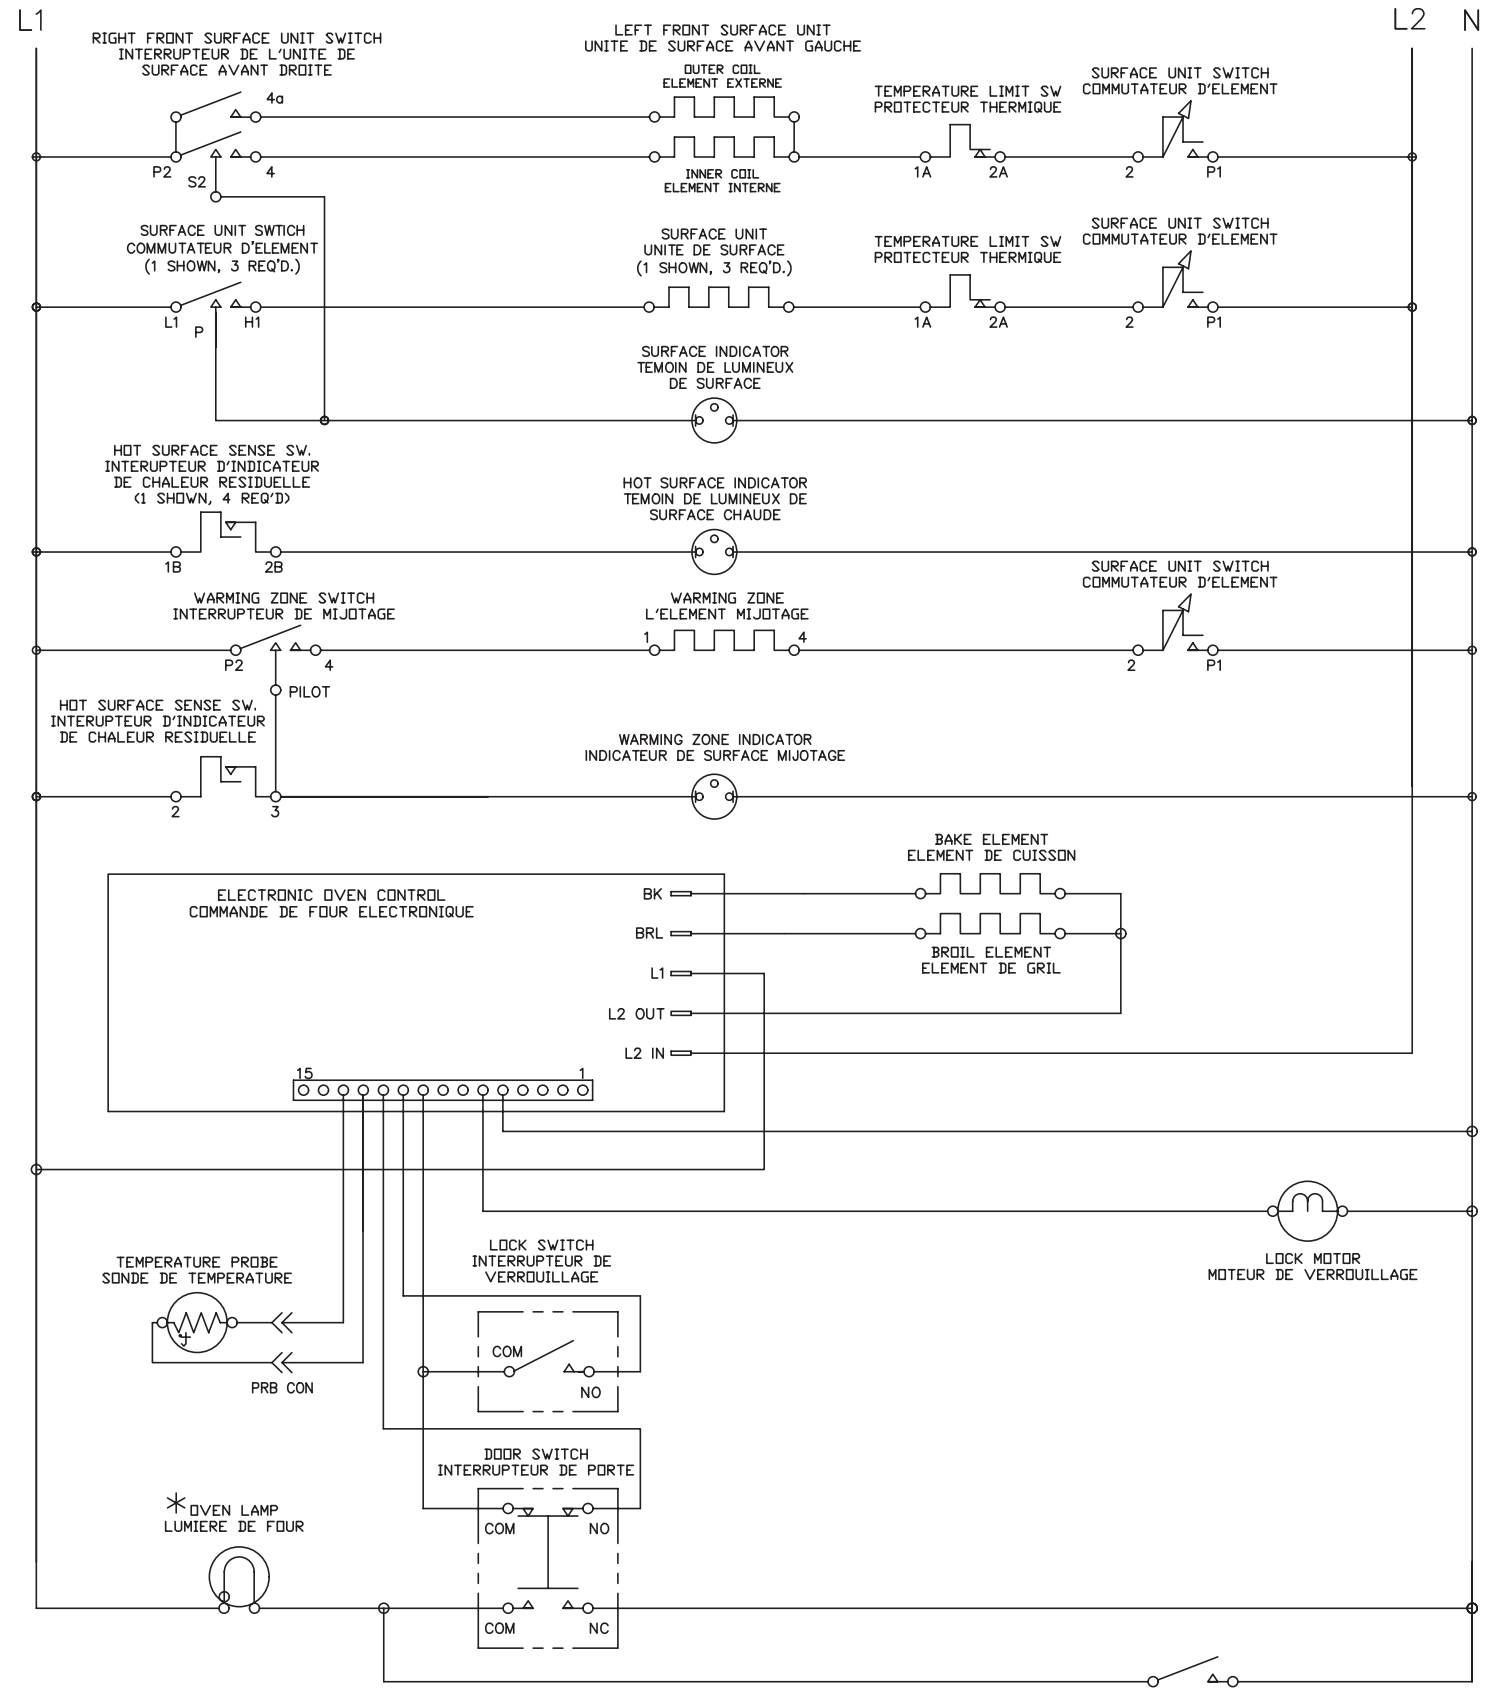 L1
L2 N
RIGHT FRONT SURFACE UNIT SWITCH
INTERRUPTEUR DE L'UNITE DE
SURFACE AVANT DROITE
LEFT FRONT SURFACE UNIT
UNITE DE SURFACE AVANT GAUCHE
OUTER COIL
ELEMENT EXTERNE
TEMPERATURE LIMIT SW
PROTECTEUR THERMIQUE
SURFACE UNIT SWITCH
COMMUTATEUR D'ELEMENT
4a
P2
S2
4
INNER COIL
ELEMENT INTERNE
1A
2A
2
P1
SURFACE UNIT SWTICH
COMMUTATEUR D'ELEMENT
(1 SHOWN, 3 REQ'D.)
SURFACE UNIT
UNITE DE SURFACE
(1 SHOWN, 3 REQ'D.)
TEMPERATURE LIMIT SW
PROTECTEUR THERMIQUE
SURFACE UNIT SWITCH
COMMUTATEUR D'ELEMENT
L1
P
H1
1A
2A
2
P1
SURFACE INDICATOR
TEMOIN DE LUMINEUX
DE SURFACE
HOT SURFACE SENSE SW.
INTERUPTEUR D'INDICATEUR
DE CHALEUR RESIDUELLE
(1 SHOWN, 4 REQ'D)
HOT SURFACE INDICATOR
TEMOIN DE LUMINEUX DE
SURFACE CHAUDE
1B
2B
WARMING ZONE SWITCH
INTERRUPTEUR DE MIJOTAGE
WARMING ZONE
L'ELEMENT MIJOTAGE
SURFACE UNIT SWITCH
COMMUTATEUR D'ELEMENT
P2
4
1
4
2
P1
PILOT
HOT SURFACE SENSE SW.
INTERUPTEUR D'INDICATEUR
DE CHALEUR RESIDUELLE
WARMING ZONE INDICATOR
INDICATEUR DE SURFACE MIJOTAGE
2
3
BAKE ELEMENT
ELEMENT DE CUISSON
ELECTRONIC OVEN CONTROL
COMMANDE DE FOUR ELECTRONIQUE
BK
BRL
BROIL ELEMENT
ELEMENT DE GRIL
L1
L2 OUT
L2 IN
15
1
LOCK MOTOR
MOTEUR DE VERROUILLAGE
TEMPERATURE PROBE
SONDE DE TEMPERATURE
LOCK SWITCH
INTERRUPTEUR DE
VERROUILLAGE
COM
NO
PRB CON
DOOR SWITCH
INTERRUPTEUR DE PORTE
COM
NO
* OVEN LAMP
LUMIERE DE FOUR
COM
NC